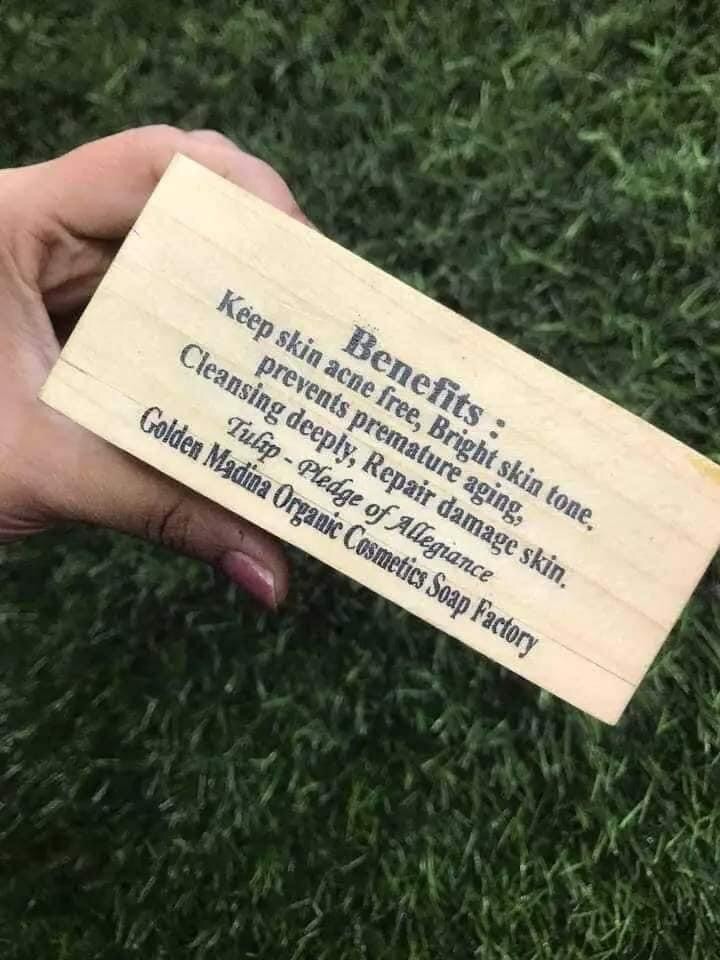 Benefits :
Keep skin acne free, Bright skin tone,
prevents premature aging,
Cleansing deeply, Repair damage skin.
Tulip - Pledge of Allegiance
Golden Madina Organic Cosmetics Soap Factory